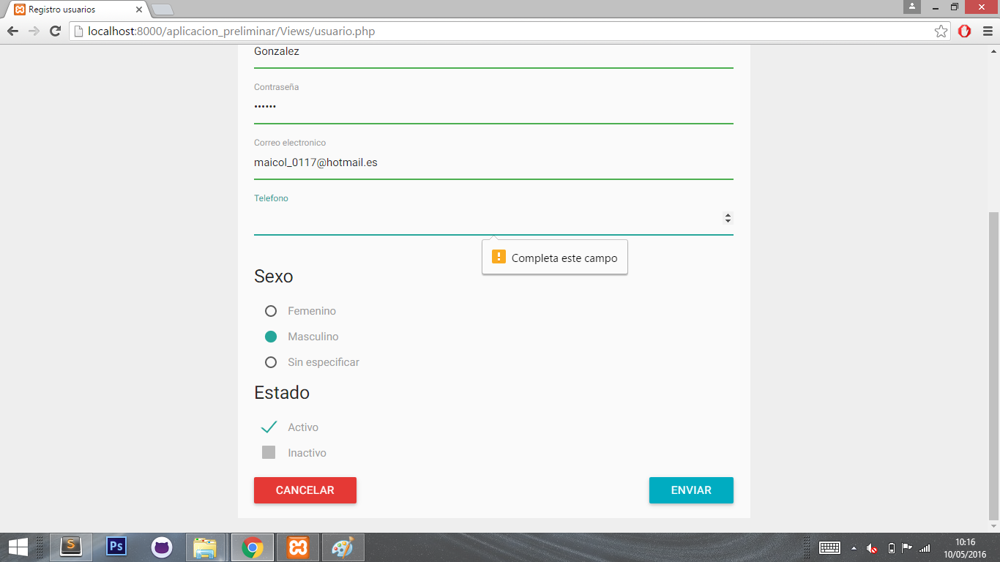 Registro usuarios
localhost:8000/aplicacion_preliminar/Views/usuario.php
Gonzalez
Contraseña
••••••
Correo electronico
maicol_0117@hotmail.es
Telefono
Completa este campo
Sexo
Femenino
Masculino
Sin especificar
Estado
Activo
Inactivo
CANCELAR
ENVIAR
S
Ps
10:16
10/05/2016